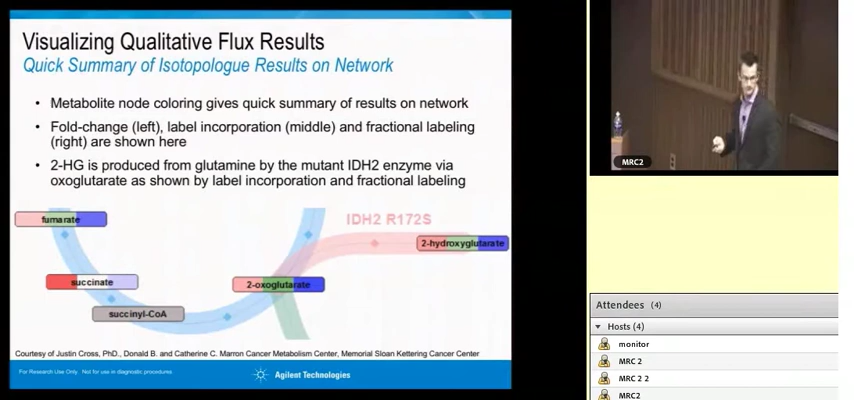 Visualizing Qualitative Flux Results
Quick Summary of Isotopologue Results on Network
• Metabolite node coloring gives quick summary of results on network
• Fold-change (left), label incorporation (middle) and fractional labeling
(right) are shown here
• 2-HG is produced from glutamine by the mutant IDH2 enzyme via
oxoglutarate as shown by label incorporation and fractional labeling
fumarate
IDH2 R172S
2-hydroxyglutarate
succinate
2-oxoglutarate
succinyl-CoA
Courtesy of Justin Cross, PhD., Donald B. and Catherine C. Marron Cancer Metabolism Center, Memorial Sloan Kettering Cancer Center
For Research Use Only. Not for use in diagnostic procedures
Agilent Technologies
MRC2
Attendees (4)
Hosts (4)
monitor
MRC 2
MRC 2 2
MRC2